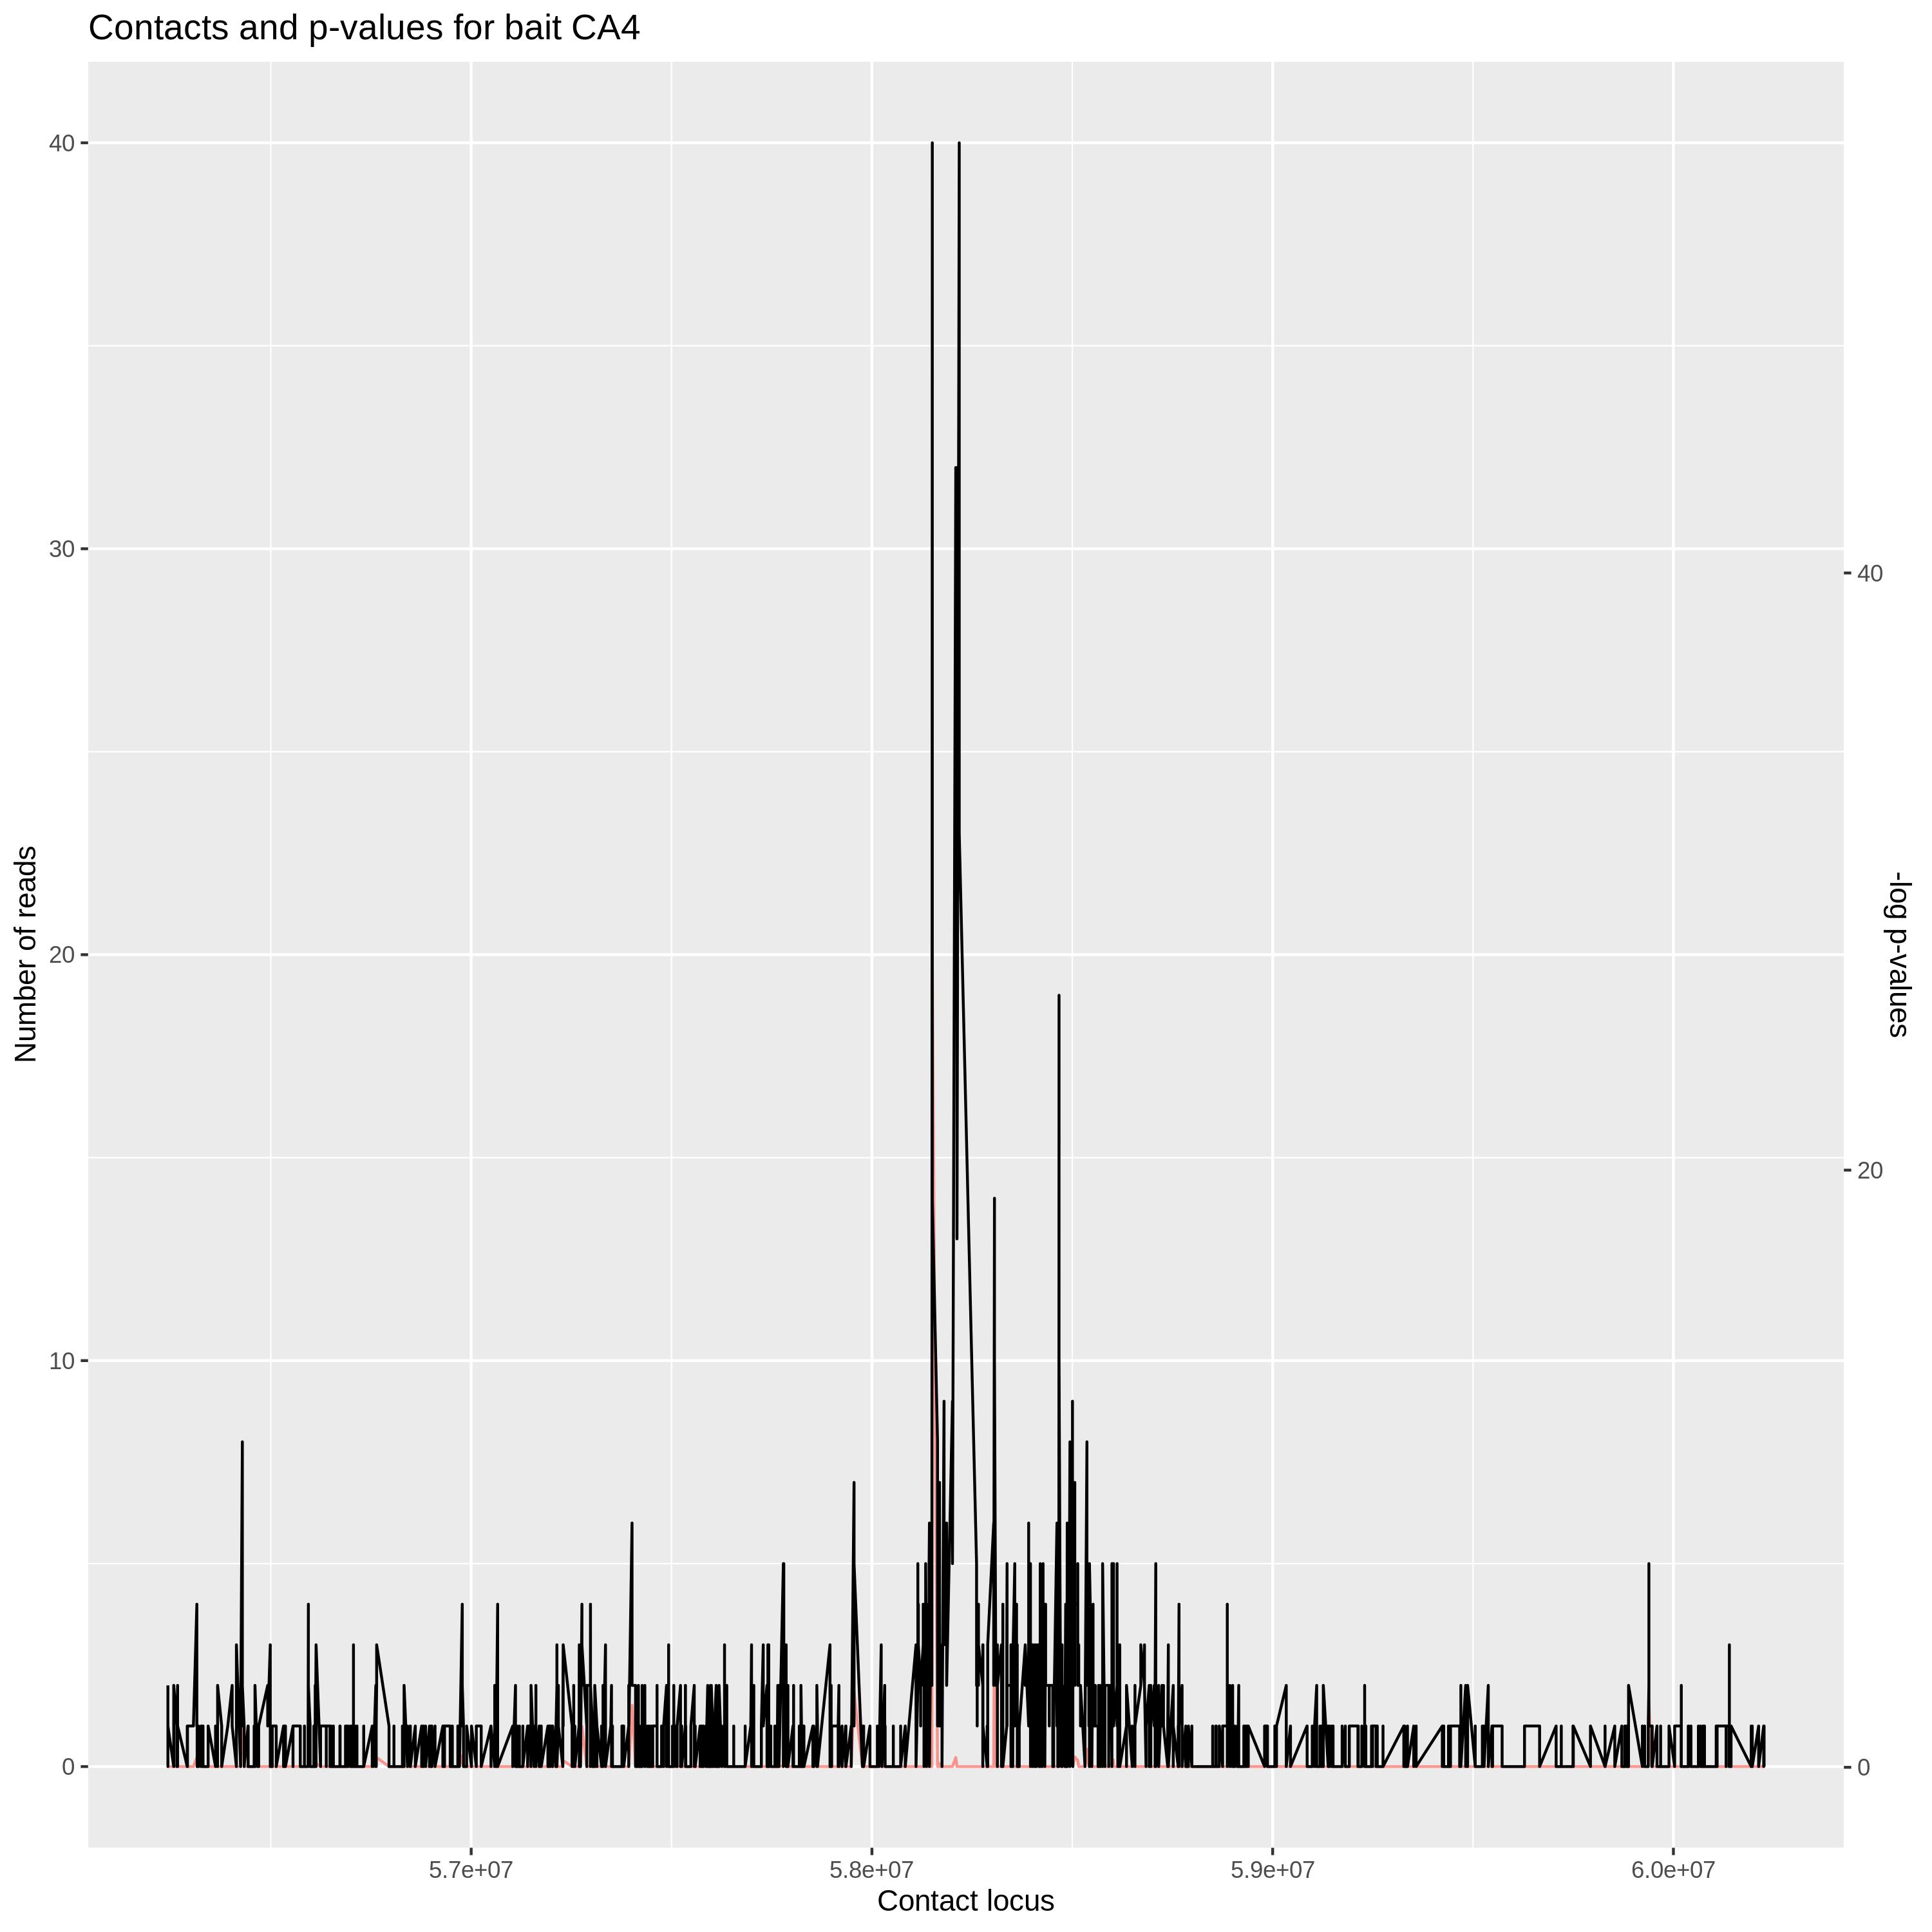 Contacts and p-values for bait CA4
40
30
20
10
0
Number of reads
40
20
0
-log p-values
5.7e+07
5.8e+07
5.9e+07
6.0e+07
Contact locus